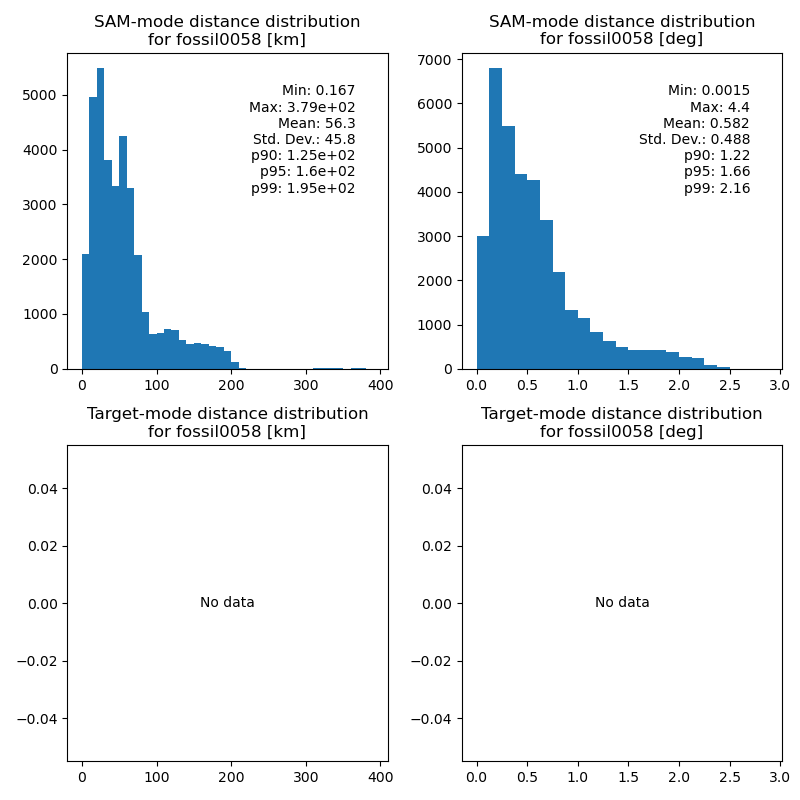 SAM-mode distance distribution
for fossil0058 [km]
Min: 0.167
Max: 3.79e+02
Mean: 56.3
Std. Dev.: 45.8
p90: 1.25e+02
p95: 1.6e+02
p99: 1.95e+02
5000
4000
3000
2000
1000
0
0 100 200 300 400
SAM-mode distance distribution
for fossil0058 [deg]
Min: 0.0015
Max: 4.4
Mean: 0.582
Std. Dev.: 0.488
p90: 1.22
p95: 1.66
p99: 2.16
7000
6000
5000
4000
3000
2000
1000
0
0.0 0.5 1.0 1.5 2.0 2.5 3.0
Target-mode distance distribution
for fossil0058 [km]
0.04
0.02
0.00
−0.02
−0.04
No data
0 100 200 300 400
Target-mode distance distribution
for fossil0058 [deg]
0.04
0.02
0.00
−0.02
−0.04
No data
0.0 0.5 1.0 1.5 2.0 2.5 3.0